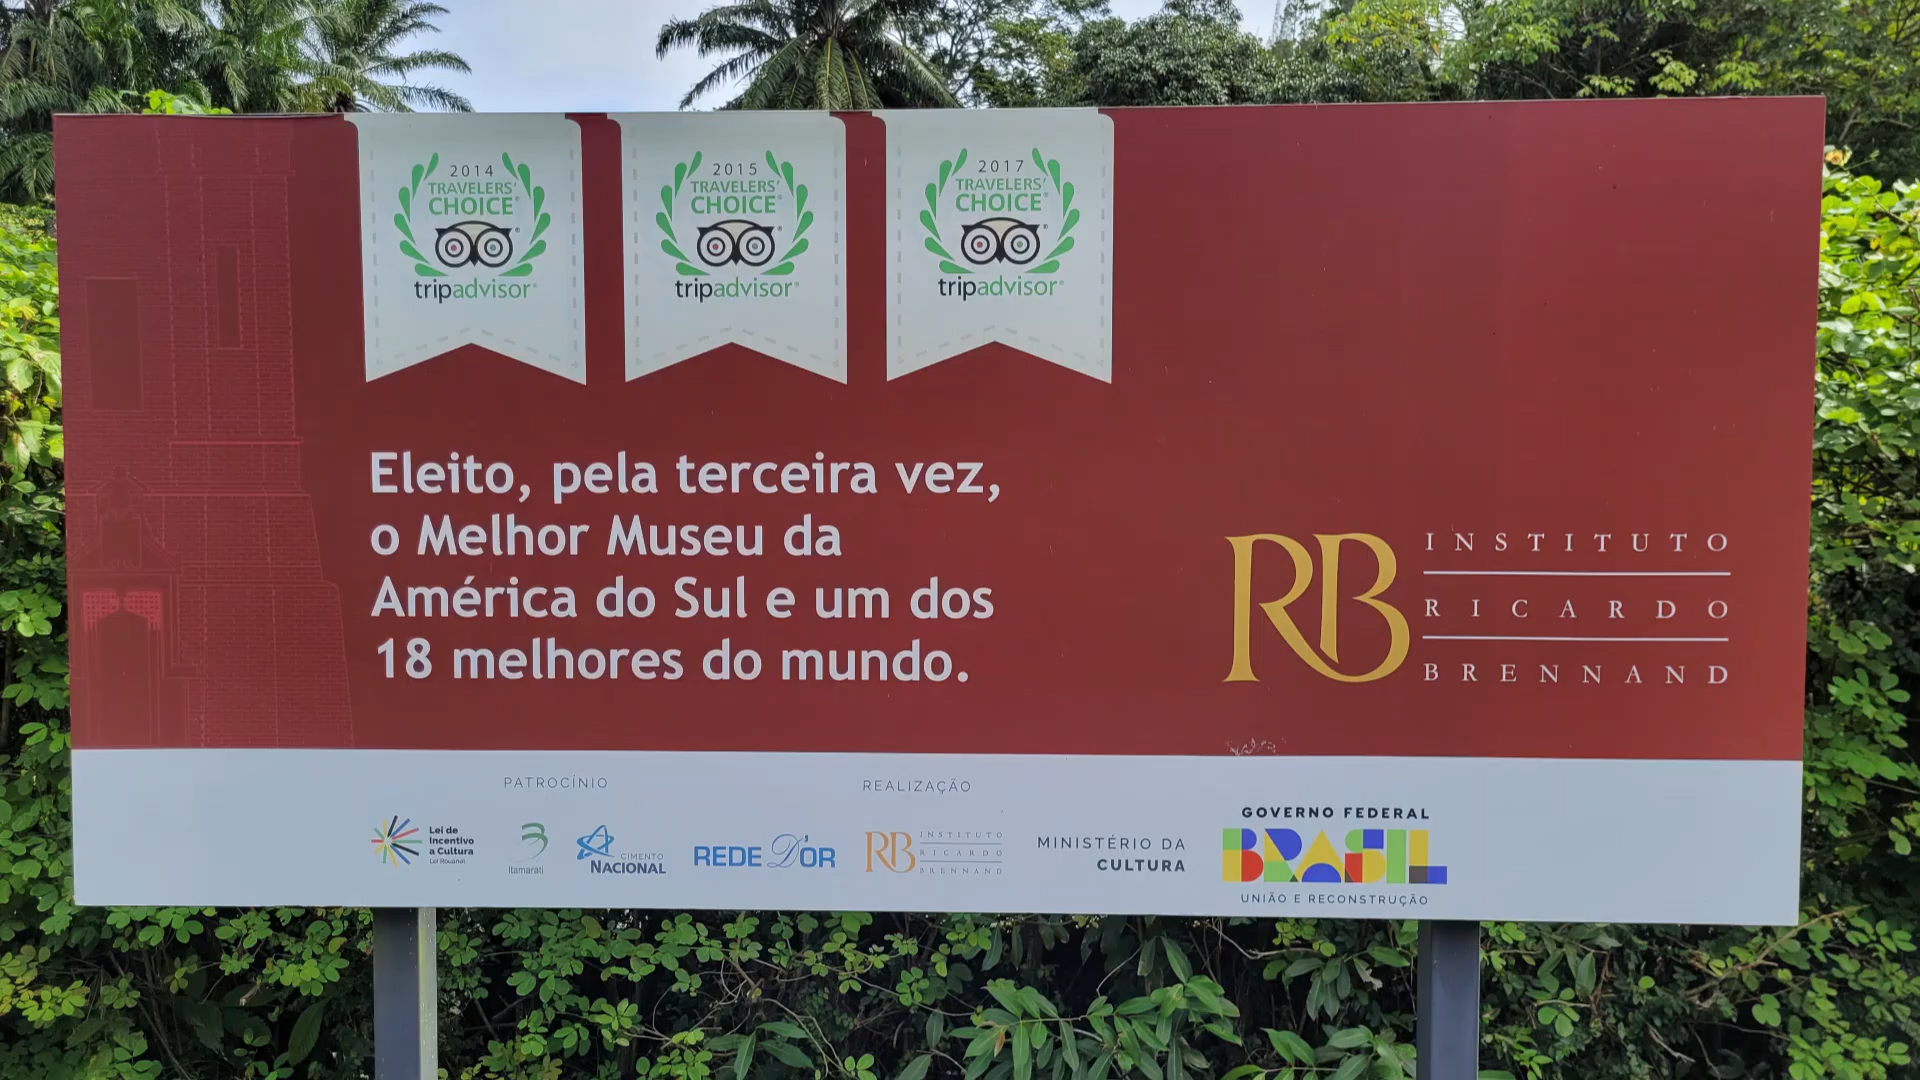 2014
TRAVELERS'
CHOICE®
tripadvisor®
2015
TRAVELERS'
CHOICE®
tripadvisor®
2017
TRAVELERS'
CHOICE®
tripadvisor®
Eleito, pela terceira vez,
o Melhor Museu da
América do Sul e um dos
18 melhores do mundo.
RB
INSTITUTO
RICARDO
BRENNAND
PATROCÍNIO
REALIZAÇÃO
Lei de
Incentivo
a Cultura
Lei Rouanet
Itamarati
CIMENTO
NACIONAL
REDE D'OR
RB
INSTITUTO
RICARDO
BRENNAND
MINISTÉRIO DA
CULTURA
GOVERNO FEDERAL
BRASIL
UNIÃO E RECONSTRUÇÃO